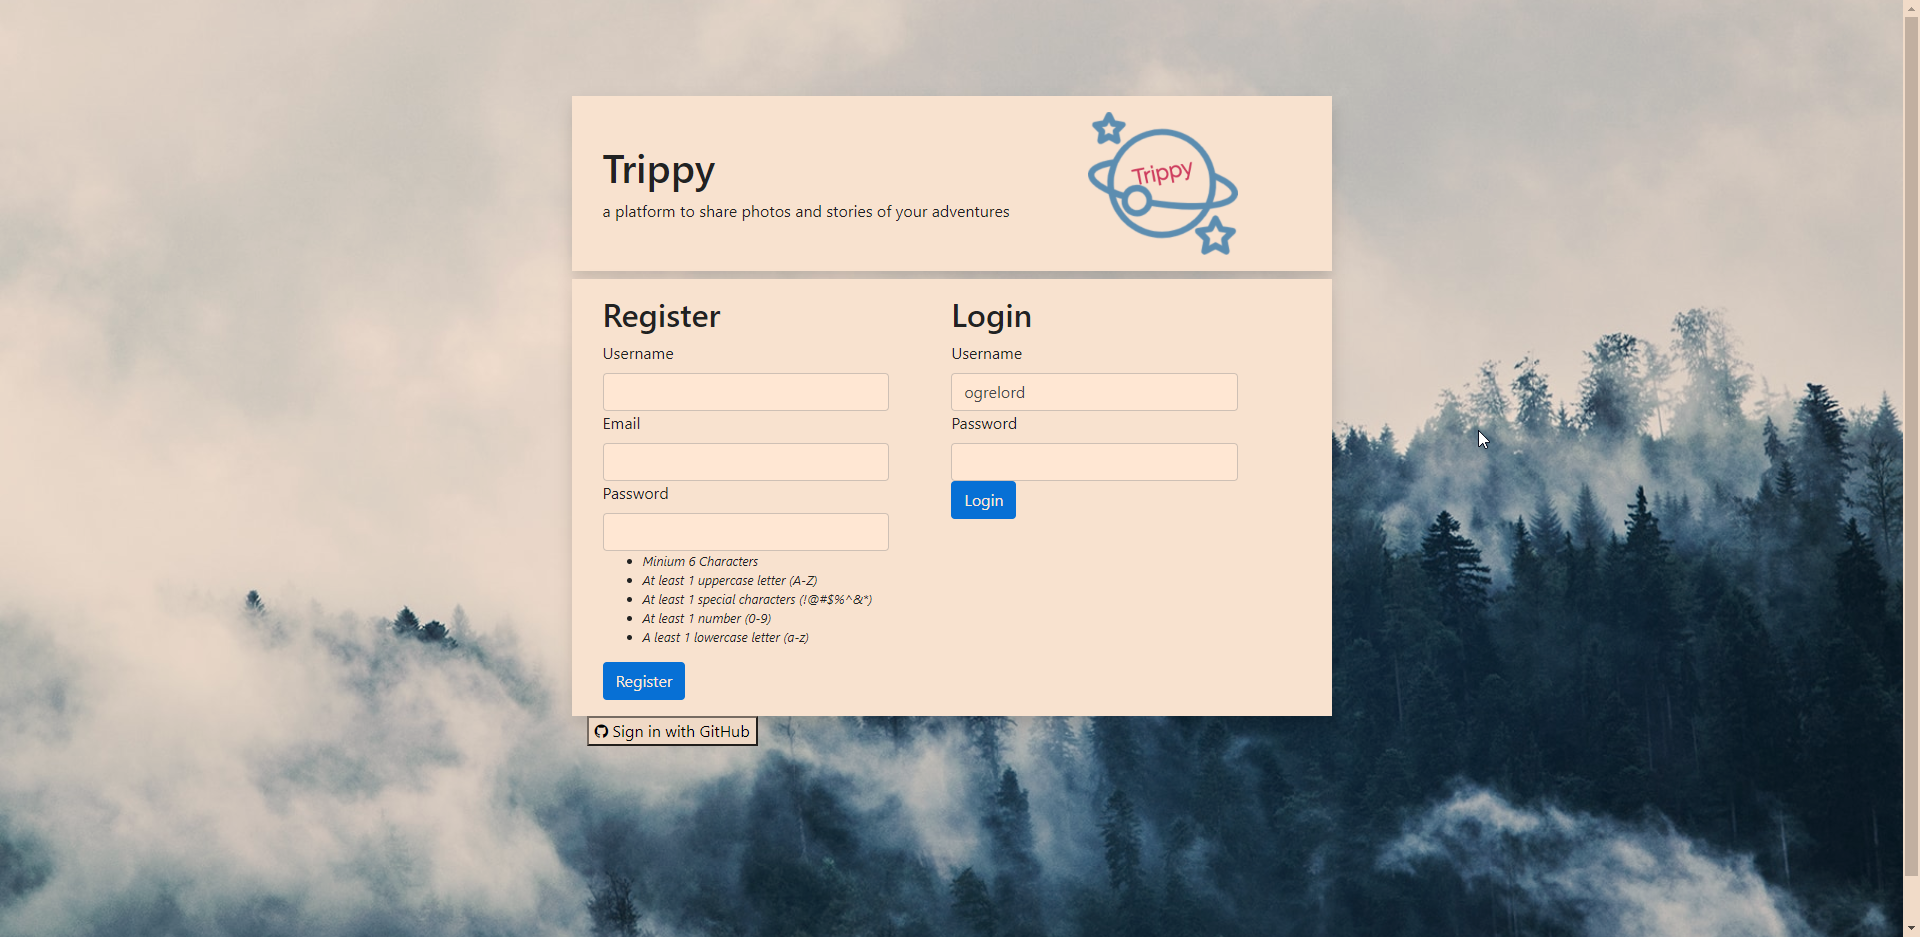 Trippy
a platform to share photos and stories of your adventures
Trippy
Register
Username
Email
Password
Minium 6 Characters
At least 1 uppercase letter (A-Z)
At least 1 special characters (!@#$%^&*)
At least 1 number (0-9)
A least 1 lowercase letter (a-z)
Register
Login
Username
ogrelord
Password
Login
Sign in with GitHub